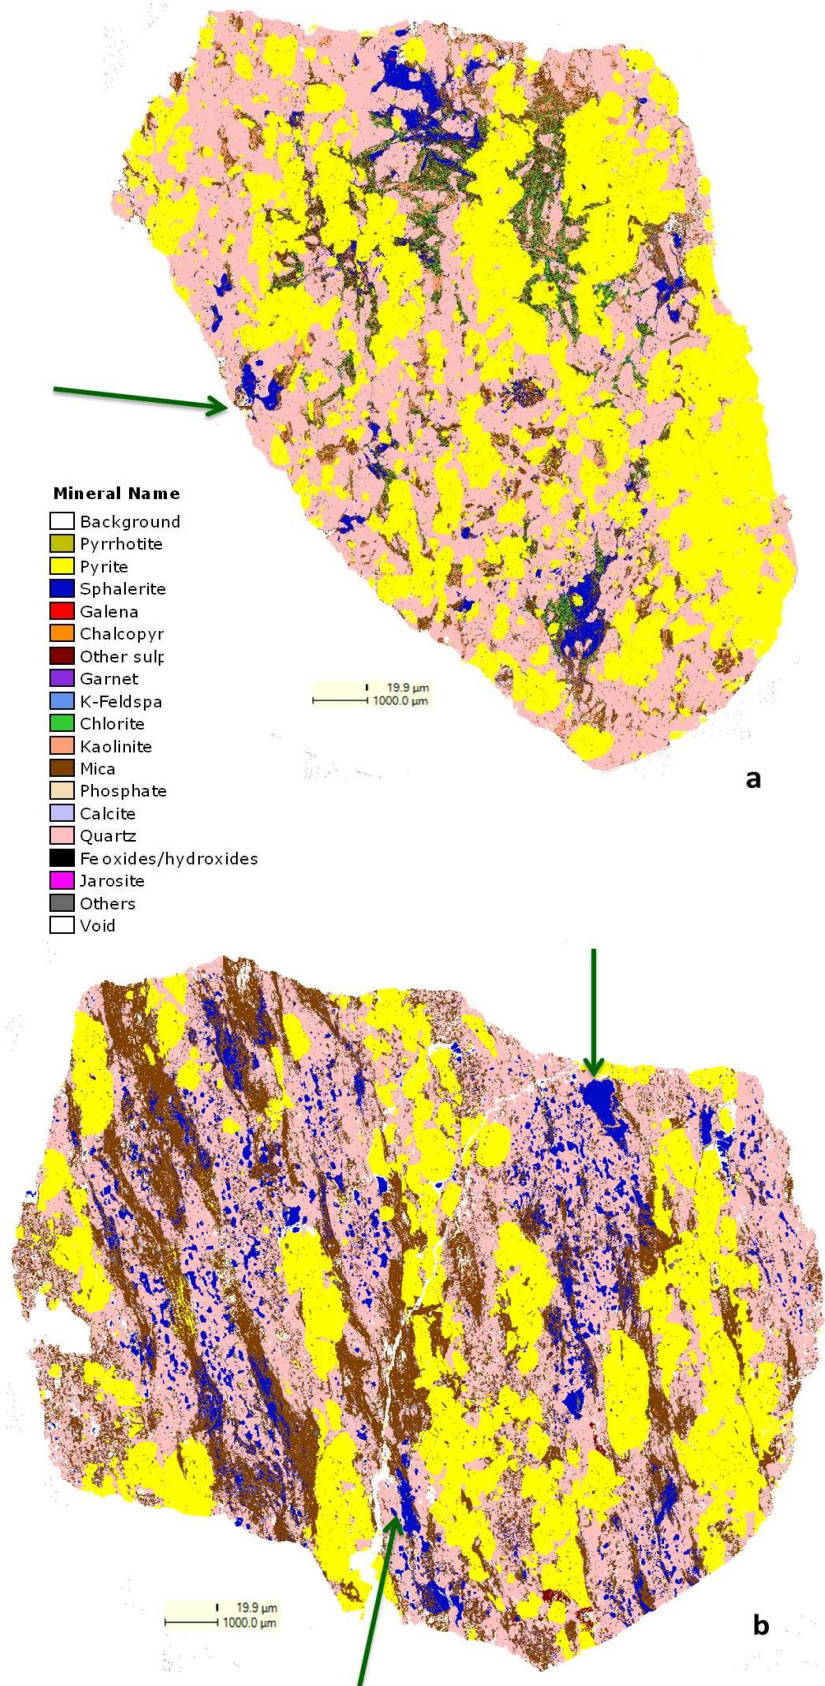 19.9 µm
1000.0 µm
a
Mineral Name
Background
Pyrrhotite
Pyrite
Sphalerite
Galena
Chalcopyr
Other sulp
Garnet
K-Feldspa
Chlorite
Kaolinite
Mica
Phosphate
Calcite
Quartz
Fe oxides/hydroxides
Jarosite
Others
Void
19.9 µm
1000.0 µm
b